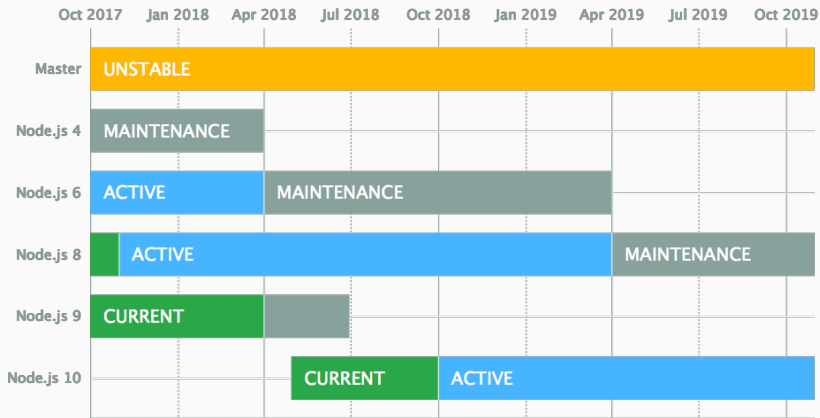 Oct 2017 Jan 2018 Apr 2018 Jul 2018 Oct 2018 Jan 2019 Apr 2019 Jul 2019 Oct 2019
Master UNSTABLE
Node.js 4 MAINTENANCE
Node.js 6 ACTIVE MAINTENANCE
Node.js 8 ACTIVE MAINTENANCE
Node.js 9 CURRENT
Node.js 10 CURRENT ACTIVE